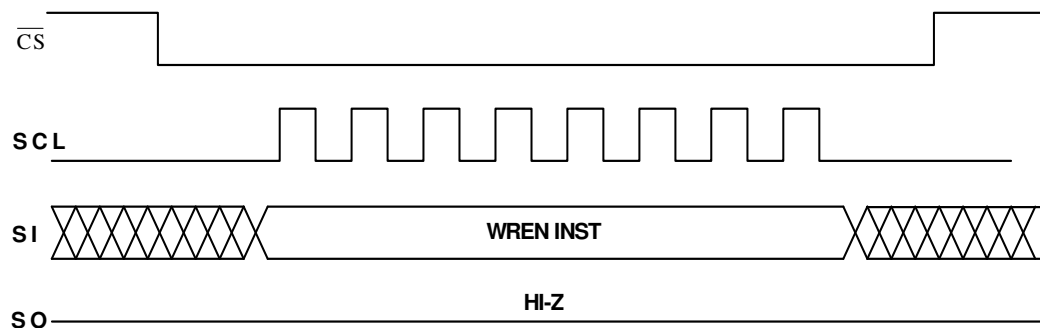 CS
SCL
SI
WREN INST
HI-Z
SO